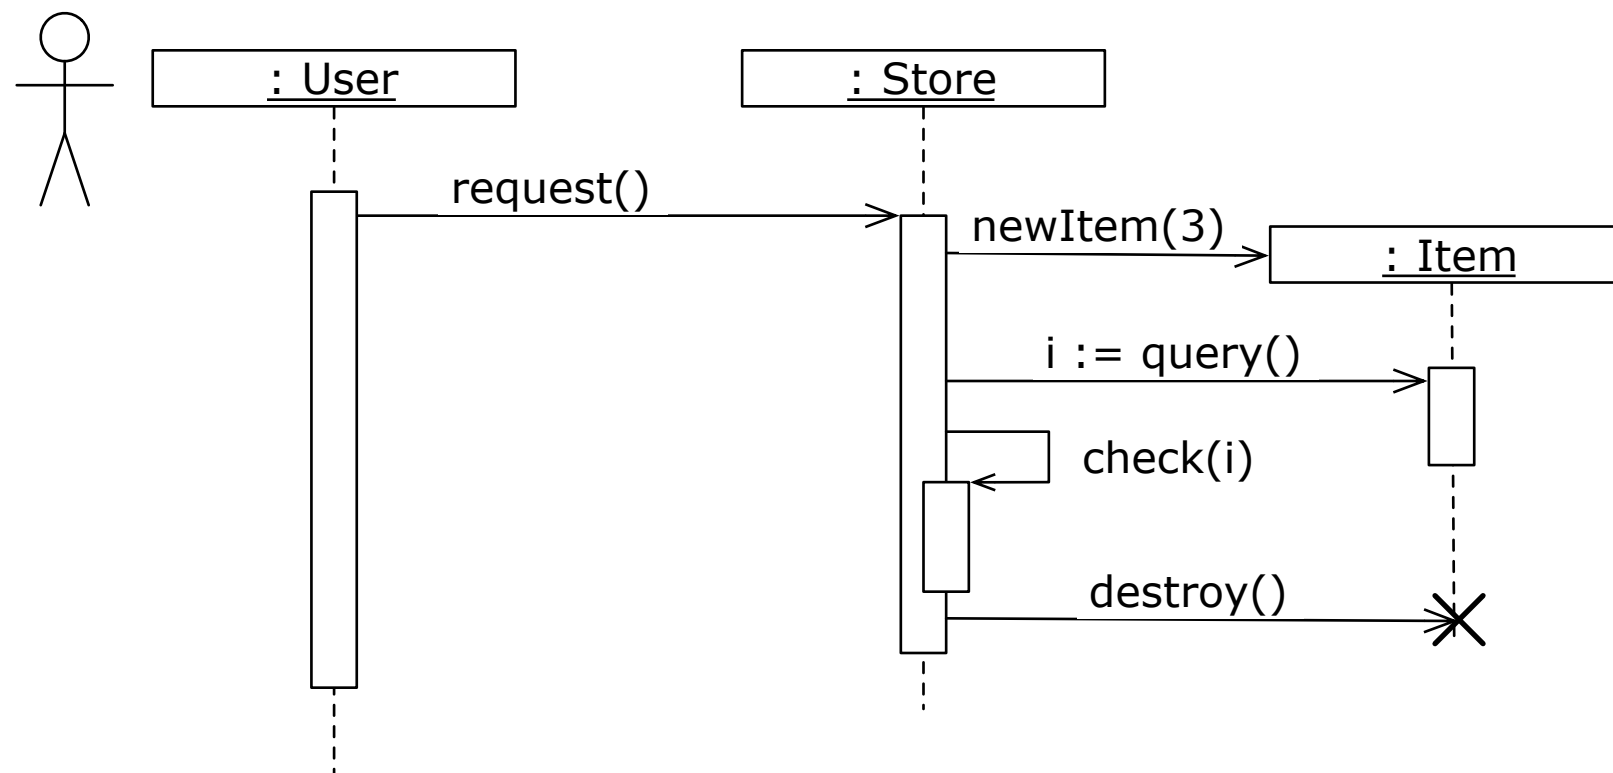 : User
: Store
request()
newItem(3)
: Item
i := query()
check(i)
destroy()